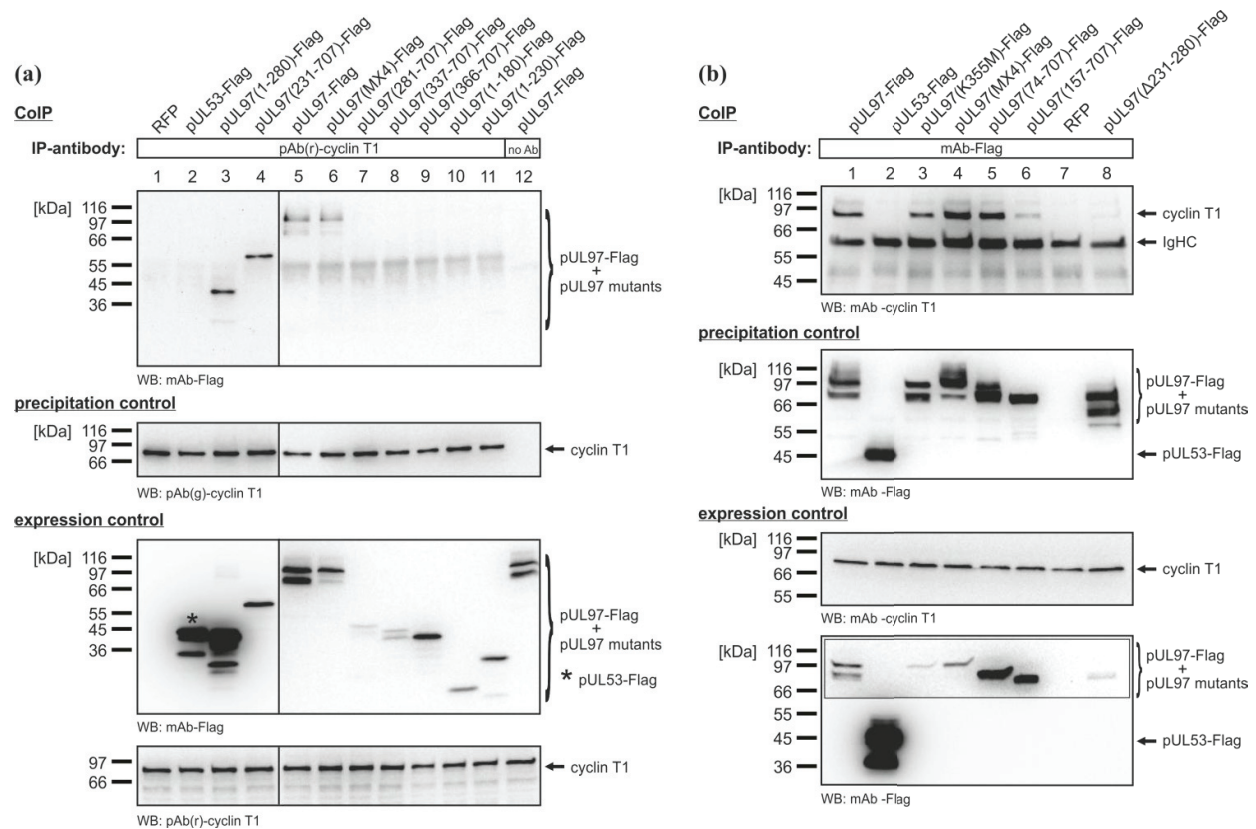 (a)
CoIP
RFP
pUL53-Flag
pUL97(1-280)-Flag
pUL97(231-707)-Flag
pUL97-Flag
pUL97(MX4)-Flag
pUL97(281-707)-Flag
pUL97(337-707)-Flag
pUL97(366-707)-Flag
pUL97(1-180)-Flag
pUL97(1-230)-Flag
pUL97-Flag
IP-antibody: pAb(r)-cyclin T1 no Ab
1 2 3 4 5 6 7 8 9 10 11 12
[kDa] 116
97
66
55
45
36
pUL97-Flag
+
pUL97 mutants
WB: mAb-Flag
precipitation control
[kDa] 116
97
66
cyclin T1
WB: pAb(g)-cyclin T1
expression control
[kDa] 116
97
66
55
45
36
*
pUL97-Flag
+
pUL97 mutants
* pUL53-Flag
WB: mAb-Flag
97
66
cyclin T1
WB: pAb(r)-cyclin T1
(b)
CoIP
pUL97-Flag
pUL53-Flag
pUL97(K355M)-Flag
pUL97(MX4)-Flag
pUL97(74-707)-Flag
pUL97(157-707)-Flag
RFP
pUL97(Δ231-280)-Flag
IP-antibody: mAb-Flag
1 2 3 4 5 6 7 8
[kDa] 116
97
66
55
45
cyclin T1
IgHC
WB: mAb -cyclin T1
precipitation control
[kDa] 116
97
66
55
45
pUL97-Flag
+
pUL97 mutants
pUL53-Flag
WB: mAb -Flag
expression control
[kDa] 116
97
66
55
cyclin T1
WB: mAb -cyclin T1
[kDa] 116
97
66
55
45
36
pUL97-Flag
+
pUL97 mutants
pUL53-Flag
WB: mAb -Flag